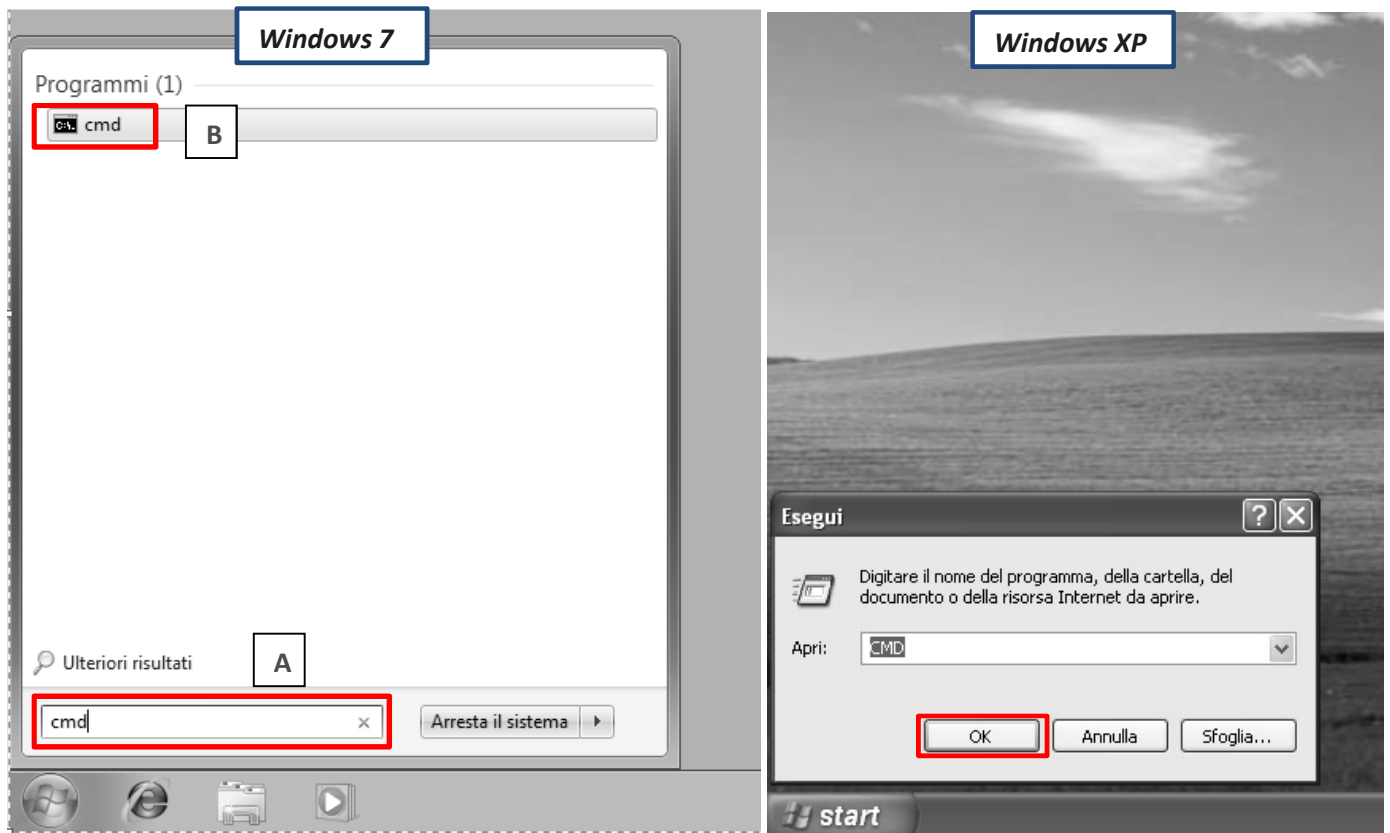 Windows 7
Programmi (1)
C:\.
cmd
B
Ulteriori risultati
A
cmd
Arresta il sistema
Windows XP
Esegui
Digitare il nome del programma, della cartella, del
documento o della risorsa Internet da aprire.
Apri:
CMD
OK
Annulla
Sfoglia...
start